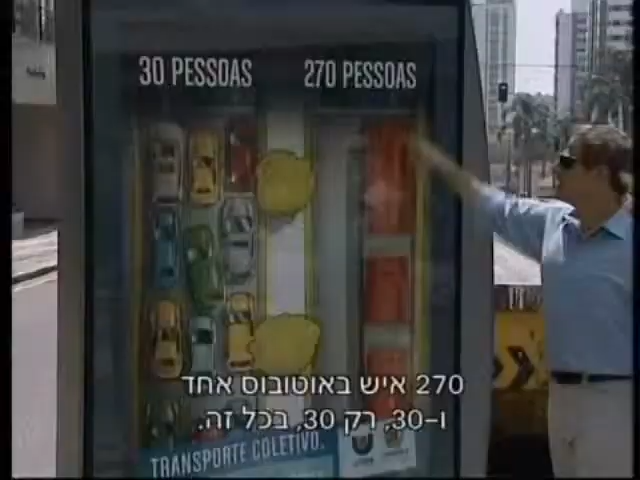 30 PESSOAS
270 PESSOAS
270 איש באוטובוס אחד
ו-30, רק 30, בכל זה.
TRANSPORTE COLETIVO.